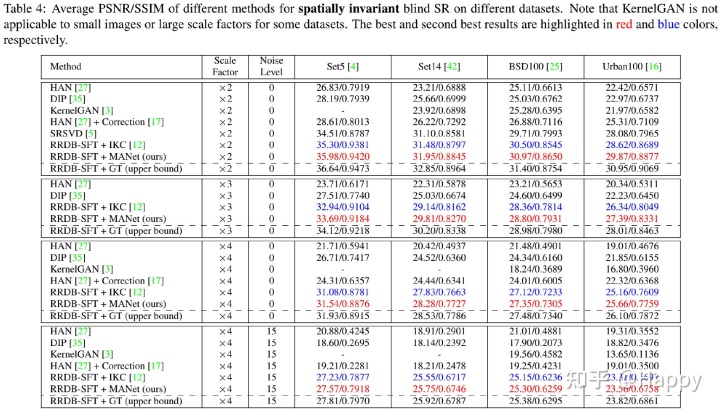 Table 4: Average PSNR/SSIM of different methods for spatially invariant blind SR on different datasets. Note that KernelGAN is not
applicable to small images or large scale factors for some datasets. The best and second best results are highlighted in red and blue colors,
respectively.
Method Scale Factor Noise Level Set5 [4] Set14 [42] BSD100 [25] Urban100 [16]
HAN [27] ×2 0 26.83/0.7919 23.21/0.6888 25.11/0.6613 22.42/0.6571
DIP [35] ×2 0 28.19/0.7939 25.66/0.6999 25.03/0.6762 22.97/0.6737
KernelGAN [3] ×2 0 - 23.92/0.6898 25.28/0.6395 21.97/0.6582
HAN [27] + Correction [17] ×2 0 28.61/0.8013 26.22/0.7292 26.88/0.7116 25.31/0.7109
SRSVD [5] ×2 0 34.51/0.8787 31.10.0.8581 29.71/0.7993 28.08/0.7965
RRDB-SFT + IKC [12] ×2 0 35.30/0.9381 31.48/0.8797 30.50/0.8545 28.62/0.8689
RRDB-SFT + MANet (ours) ×2 0 35.98/0.9420 31.95/0.8845 30.97/0.8650 29.87/0.8877
RRDB-SFT + GT (upper bound) ×2 0 36.64/0.9473 32.85/0.8964 31.40/0.8754 30.95/0.9069
HAN [27] ×3 0 23.71/0.6171 22.31/0.5878 23.21/0.5653 20.34/0.5311
DIP [35] ×3 0 27.51/0.7740 25.03/0.6674 24.60/0.6499 22.23/0.6450
RRDB-SFT + IKC [12] ×3 0 32.94/0.9104 29.14/0.8162 28.36/0.7814 26.34/0.8049
RRDB-SFT + MANet (ours) ×3 0 33.69/0.9184 29.81/0.8270 28.80/0.7931 27.39/0.8331
RRDB-SFT + GT (upper bound) ×3 0 34.12/0.9218 30.20/0.8338 28.98/0.7980 28.01/0.8463
HAN [27] ×4 0 21.71/0.5941 20.42/0.4937 21.48/0.4901 19.01/0.4676
DIP [35] ×4 0 26.71/0.7417 24.52/0.6360 24.34/0.6160 21.85/0.6155
KernelGAN [3] ×4 0 - - 18.24/0.3689 16.80/0.3960
HAN [27] + Correction [17] ×4 0 24.31/0.6357 24.44/0.6341 24.01/0.6005 22.32/0.6368
RRDB-SFT + IKC [12] ×4 0 31.08/0.8781 27.83/0.7663 27.12/0.7233 25.16/0.7609
RRDB-SFT + MANet (ours) ×4 0 31.54/0.8876 28.28/0.7727 27.35/0.7305 25.66/0.7759
RRDB-SFT + GT (upper bound) ×4 0 31.93/0.8915 28.53/0.7786 27.48/0.7340 26.10/0.7872
HAN [27] ×4 15 20.88/0.4245 18.91/0.2901 21.01/0.4881 19.31/0.3552
DIP [35] ×4 15 18.60/0.2695 14.25/0.2392 17.90/0.2073 18.82/0.3476
KernelGAN [3] ×4 15 - - 19.56/0.4582 13.65/0.1136
HAN [27] + Correction [17] ×4 15 19.21/0.2281 18.21/0.2478 19.25/0.4231 19.01/0.3500
RRDB-SFT + IKC [12] ×4 15 27.23/0.7877 25.55/0.6717 25.15/0.6236
RRDB-SFT + MANet (ours) ×4 15 27.57/0.7918 25.75/0.6746 25.30/0.6259 23.56/0.6758
RRDB-SFT + GT (upper bound) ×4 15 27.81/0.7970 25.92/0.6787 25.38/0.6295 23.82/0.6861
知乎 @Happy